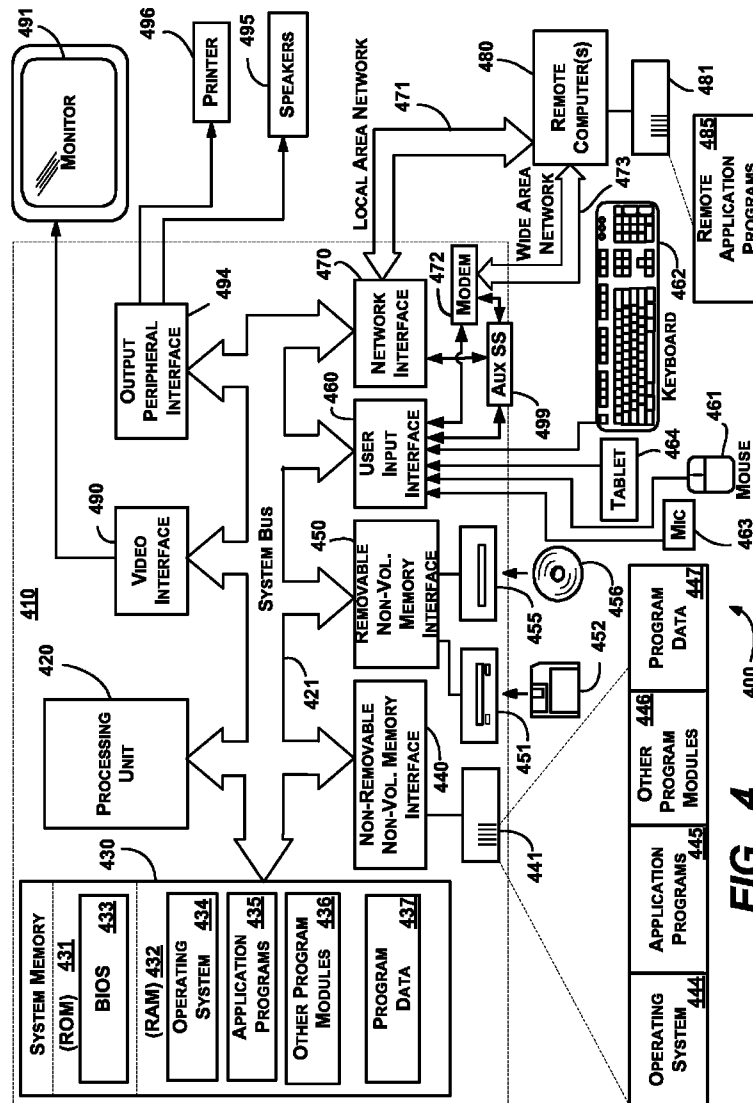 410
SYSTEM MEMORY
(ROM) 431
BIOS 433
(RAM) 432
OPERATING
SYSTEM 434
APPLICATION
PROGRAMS 435
OTHER PROGRAM
MODULES 436
PROGRAM
DATA 437
430
PROCESSING
UNIT
420
VIDEO
INTERFACE
490
OUTPUT
PERIPHERAL
INTERFACE
494
MONITOR
491
PRINTER
496
SPEAKERS
495
SYSTEM BUS
421
NON-REMOVABLE
NON-VOL. MEMORY
INTERFACE
440
REMOVABLE
NON-VOL.
MEMORY
INTERFACE
450
USER
INPUT
INTERFACE
460
NETWORK
INTERFACE
470
LOCAL AREA NETWORK
471
MODEM
472
AUX SS
499
WIDE AREA
NETWORK
473
REMOTE
COMPUTER(S)
480
481
REMOTE
APPLICATION
PROGRAMS
485
441
451
452
455
456
MIC
463
TABLET
464
MOUSE
461
KEYBOARD
462
OPERATING
SYSTEM 444
APPLICATION
PROGRAMS 445
OTHER
PROGRAM
MODULES
446
PROGRAM
DATA
447
400
FIG. 4